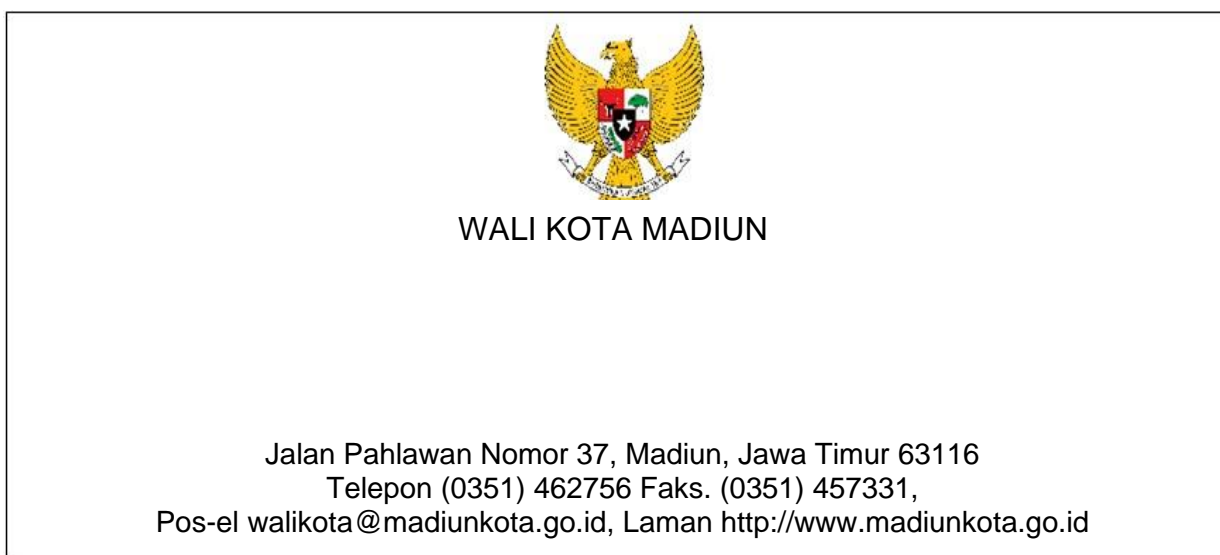 WALI KOTA MADIUN
Jalan Pahlawan Nomor 37, Madiun, Jawa Timur 63116
Telepon (0351) 462756 Faks. (0351) 457331,
Pos-el walikota@madiunkota.go.id, Laman http://www.madiunkota.go.id